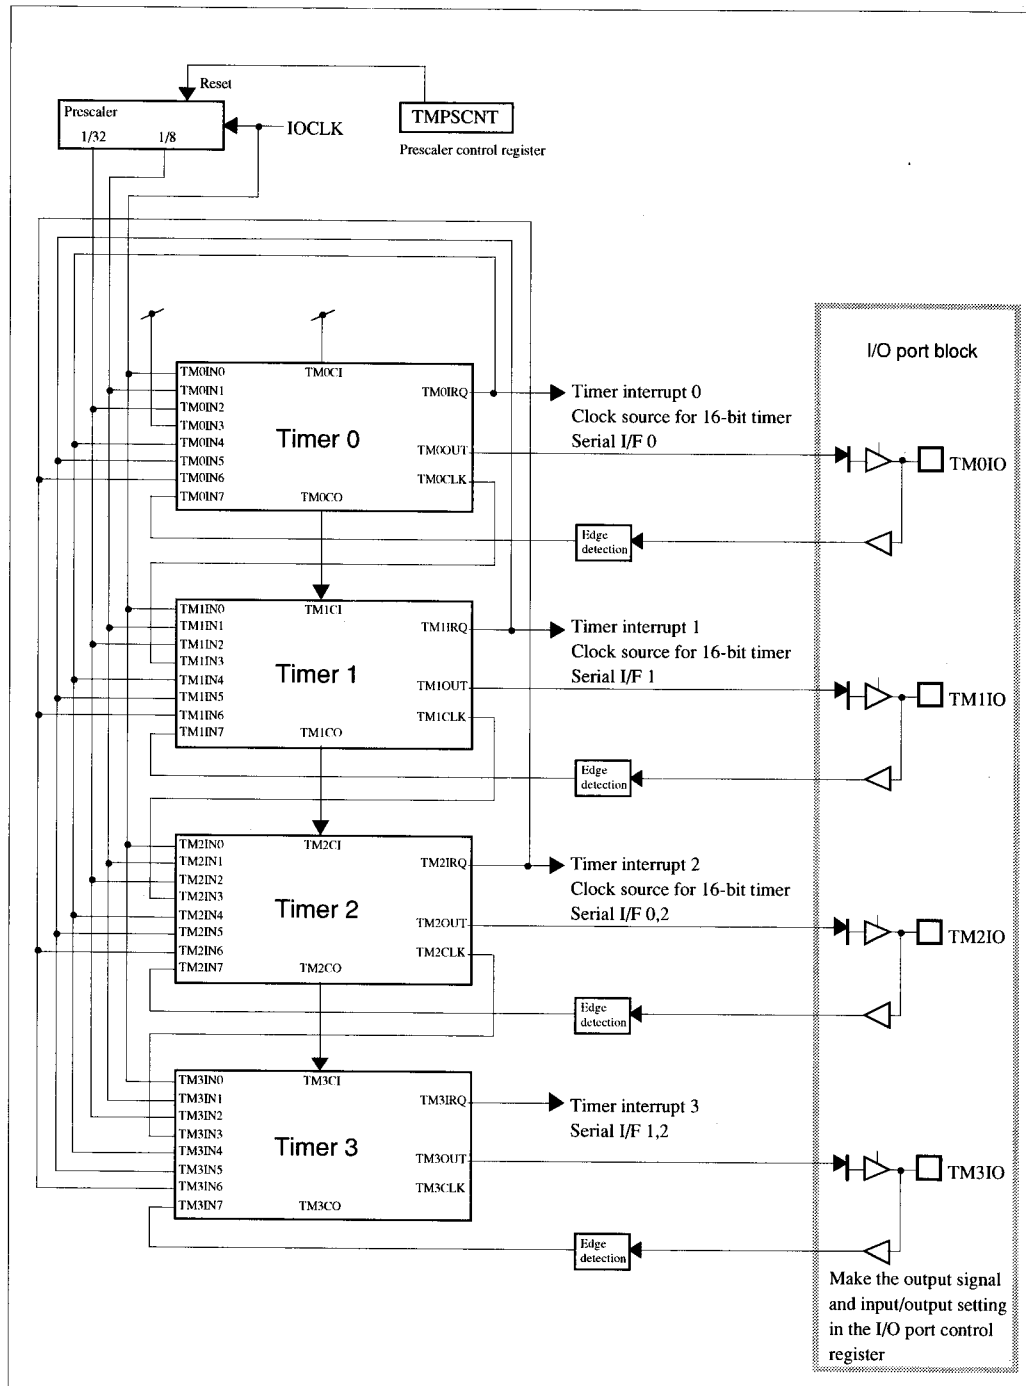 Reset
Prescaler
1/32 1/8
IOCLK
TMPSCNT
Prescaler control register
I/O port block
TM0IN0
TM0IN1
TM0IN2
TM0IN3
TM0IN4
TM0IN5
TM0IN6
TM0IN7
TM0CI
Timer 0
TM0CO
TM0IRQ
TM0OUT
TM0CLK
Timer interrupt 0
Clock source for 16-bit timer
Serial I/F 0
TM0IO
Edge
detection
TM1IN0
TM1IN1
TM1IN2
TM1IN3
TM1IN4
TM1IN5
TM1IN6
TM1IN7
TM1CI
Timer 1
TM1CO
TM1IRQ
TM1OUT
TM1CLK
Timer interrupt 1
Clock source for 16-bit timer
Serial I/F 1
TM1IO
Edge
detection
TM2IN0
TM2IN1
TM2IN2
TM2IN3
TM2IN4
TM2IN5
TM2IN6
TM2IN7
TM2CI
Timer 2
TM2CO
TM2IRQ
TM2OUT
TM2CLK
Timer interrupt 2
Clock source for 16-bit timer
Serial I/F 0,2
TM2IO
Edge
detection
TM3IN0
TM3IN1
TM3IN2
TM3IN3
TM3IN4
TM3IN5
TM3IN6
TM3IN7
TM3CI
Timer 3
TM3CO
TM3IRQ
TM3OUT
TM3CLK
Timer interrupt 3
Serial I/F 1,2
TM3IO
Edge
detection
Make the output signal
and input/output setting
in the I/O port control
register